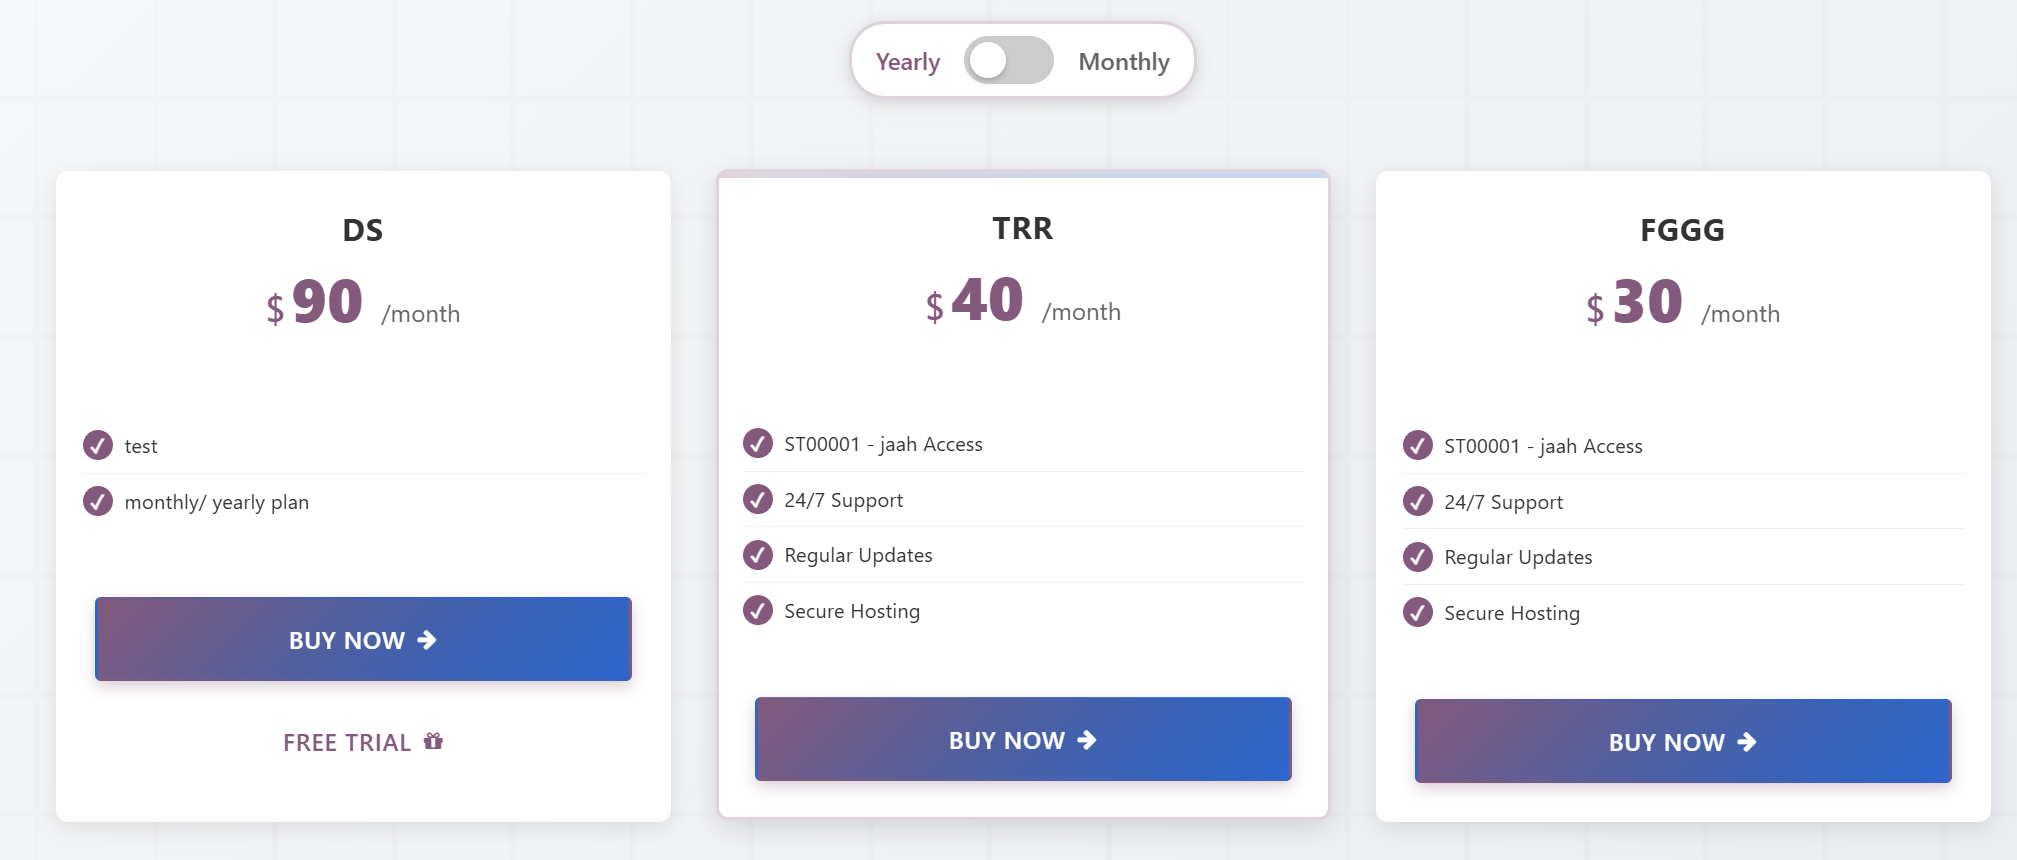 Yearly Monthly
DS
$ 90 /month
test
monthly/ yearly plan
BUY NOW
FREE TRIAL
TRR
$ 40 /month
ST00001 - jaah Access
24/7 Support
Regular Updates
Secure Hosting
BUY NOW
FGGG
$ 30 /month
ST00001 - jaah Access
24/7 Support
Regular Updates
Secure Hosting
BUY NOW